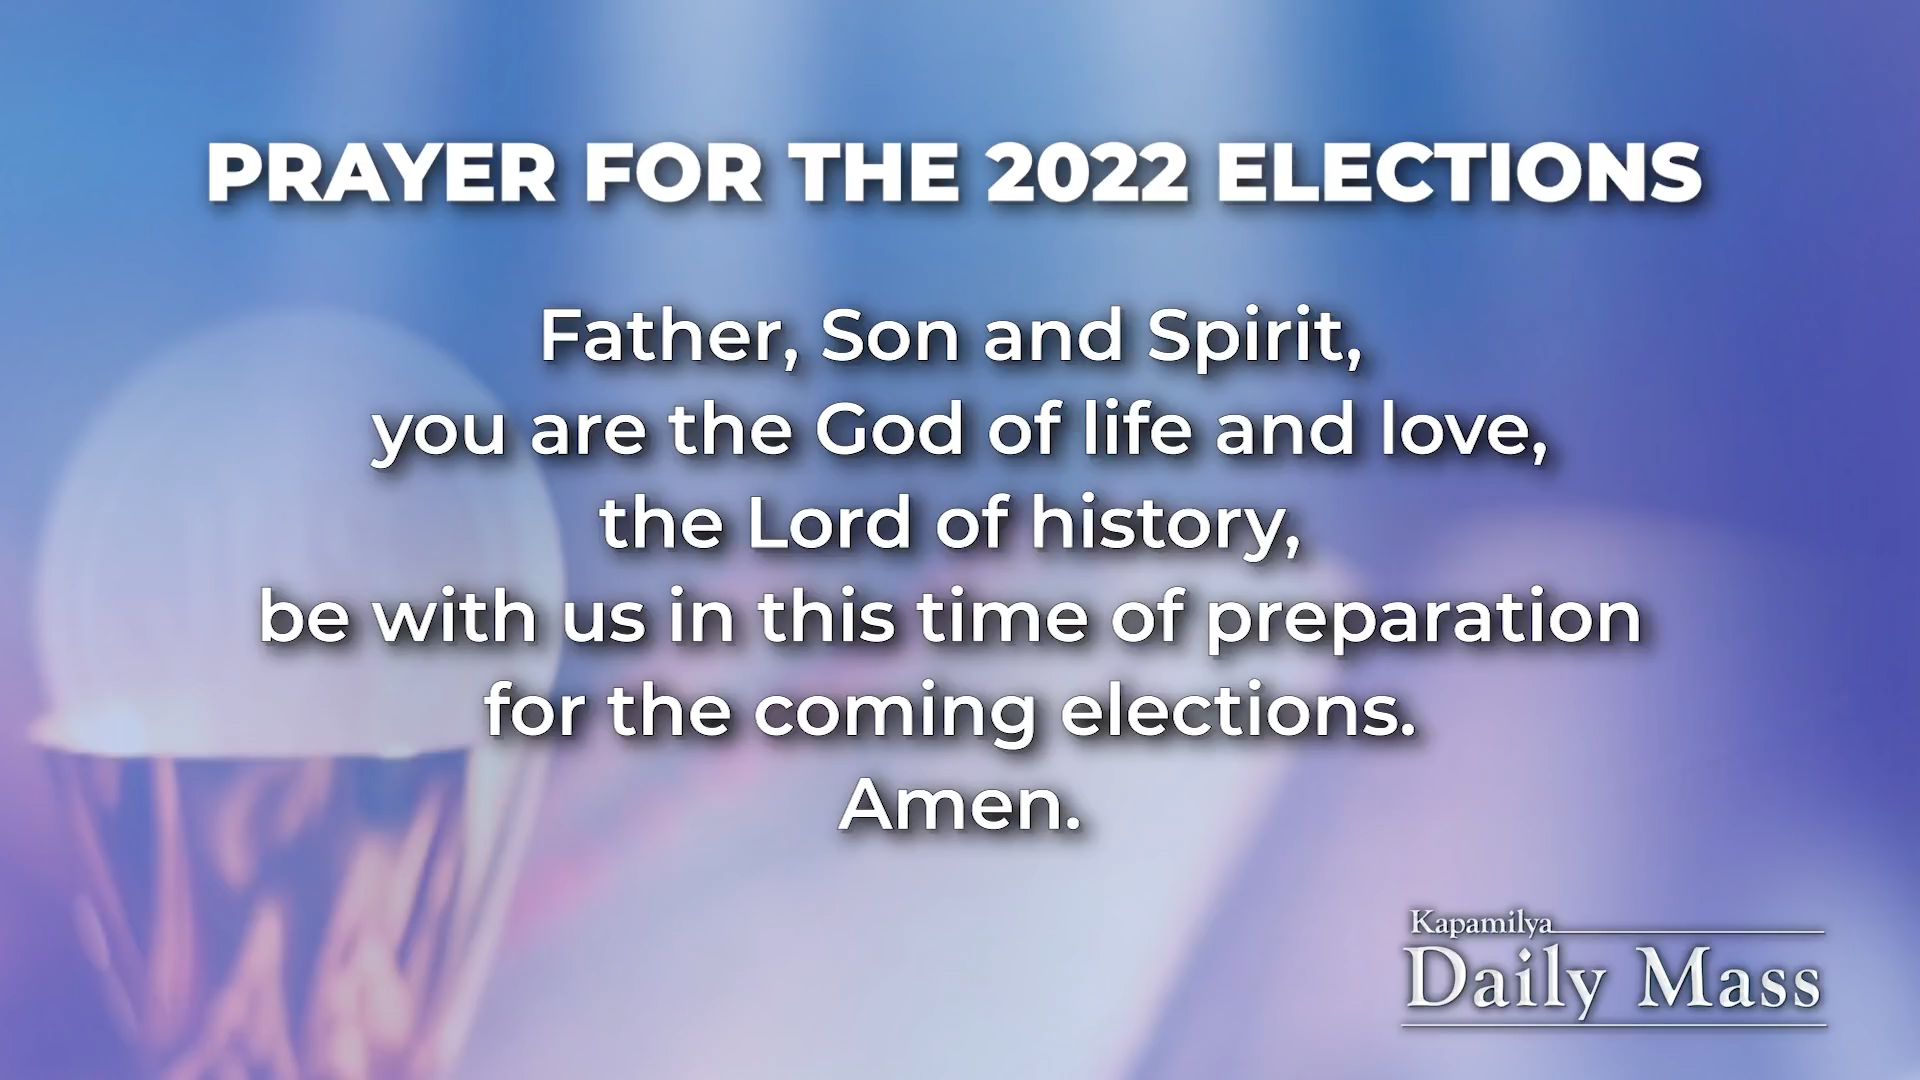 PRAYER FOR THE 2022 ELECTIONS
Father, Son and Spirit,
you are the God of life and love,
the Lord of history,
be with us in this time of preparation
for the coming elections.
Amen.
Kapamilya
Daily Mass